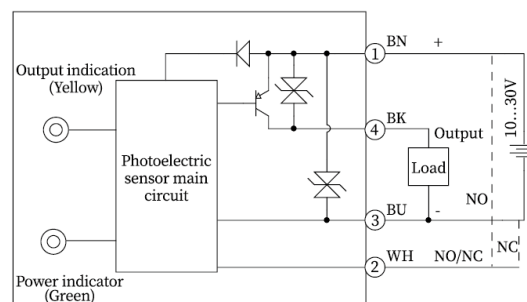 Output indication
(Yellow)
Photoelectric
sensor main
circuit
Power indicator
(Green)
1 BN +
4 BK
Output
Load
3 BU -
2 WH NO/NC
NO
NC
10...30V